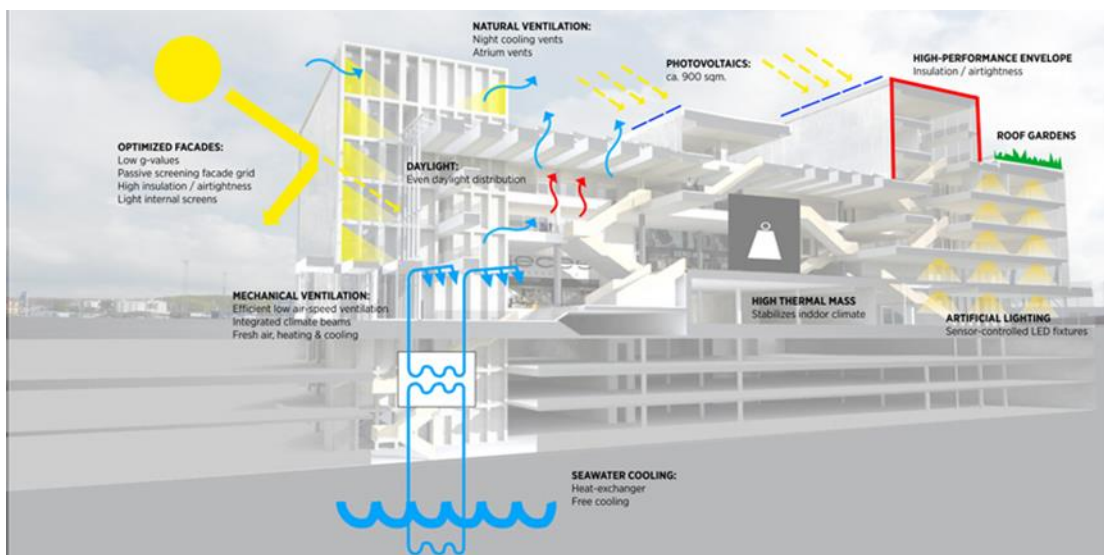 NATURAL VENTILATION:
Night cooling vents
Atrium vents
PHOTOVOLTAICS:
ca. 900 sqm.
HIGH-PERFORMANCE ENVELOPE
Insulation / airtightness
ROOF GARDENS
OPTIMIZED FACADES:
Low g-values
Passive screening facade grid
High insulation / airtightness
Light internal screens
DAYLIGHT:
Even daylight distribution
MECHANICAL VENTILATION:
Efficient low air-speed ventilation
Integrated climate beams
Fresh air, heating & cooling
HIGH THERMAL MASS
Stabilizes inddor climate
ARTIFICIAL LIGHTING
Sensor-controlled LED fixtures
SEAWATER COOLING:
Heat-exchanger
Free cooling